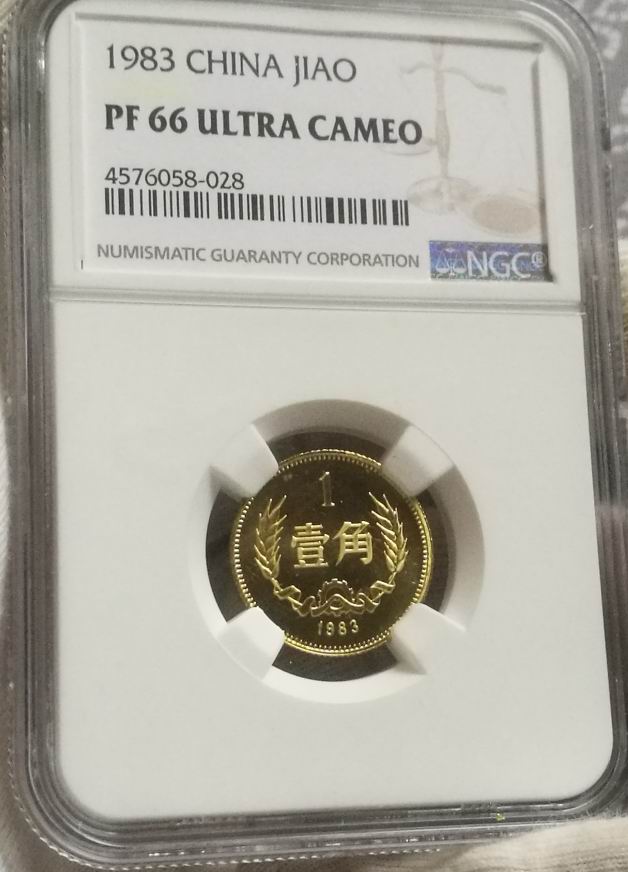 1983 CHINA JIAO
PF 66 ULTRA CAMEO
4576058-028
NUMISMATIC GUARANTY CORPORATION NGC®
1
壹角
1983